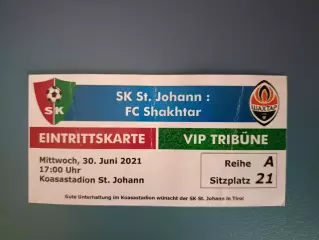 SK St. Johann :
FC Shakhtar
SK
ШАХТАР
EINTRITTSKARTE
VIP TRIBÜNE
Mittwoch, 30. Juni 2021
17:00 Uhr
Koasastadion St. Johann
Reihe A
Sitzplatz 21
Gute Unterhaltung im Koasastadion wünscht der SK St. Johann in Tirol